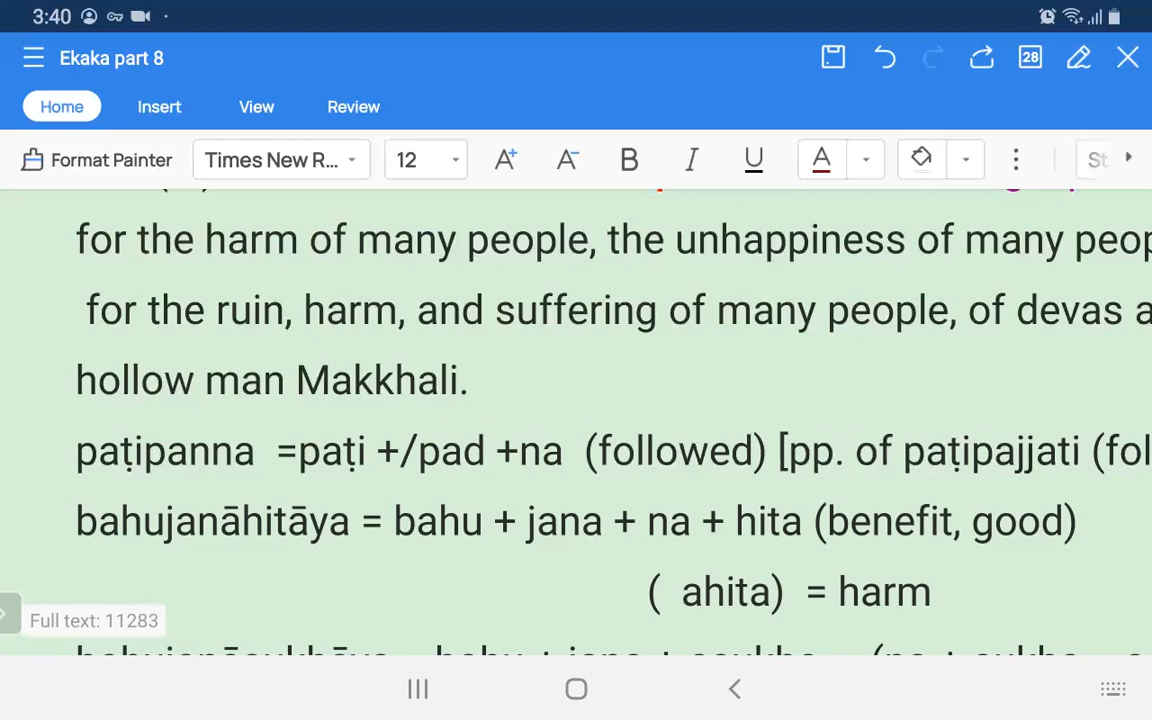 3:40
Ekaka part 8
28
Home Insert View Review
Format Painter Times New R... 12 A+ A- B I U A St
for the harm of many people, the unhappiness of many peop
for the ruin, harm, and suffering of many people, of devas a
hollow man Makkhali.
paṭipanna =paṭi +/pad +na (followed) [pp. of paṭipajjati (fol
bahujanāhitāya = bahu + jana + na + hita (benefit, good)
( ahita) = harm
Full text: 11283